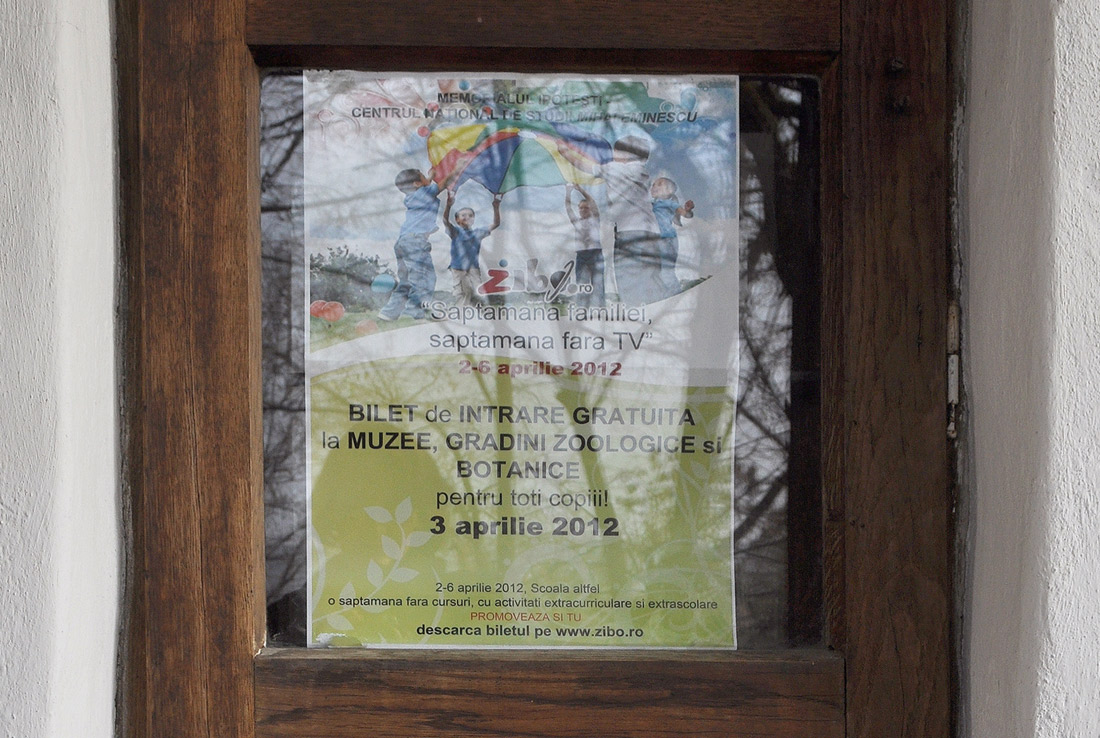 MEMORIALUL IPOTESTI -
CENTRUL NATIONAL DE STUDII MIHAI EMINESCU
zibo.ro
"Saptamana familiei,
saptamana fara TV"
2-6 aprilie 2012
BILET de INTRARE GRATUITA
la MUZEE, GRADINI ZOOLOGICE si
BOTANICE
pentru toti copiii!
3 aprilie 2012
2-6 aprilie 2012, Scoala altfel
o saptamana fara cursuri, cu activitati extracurriculare si extrascolare
PROMOVEAZA SI TU
descarca biletul pe www.zibo.ro